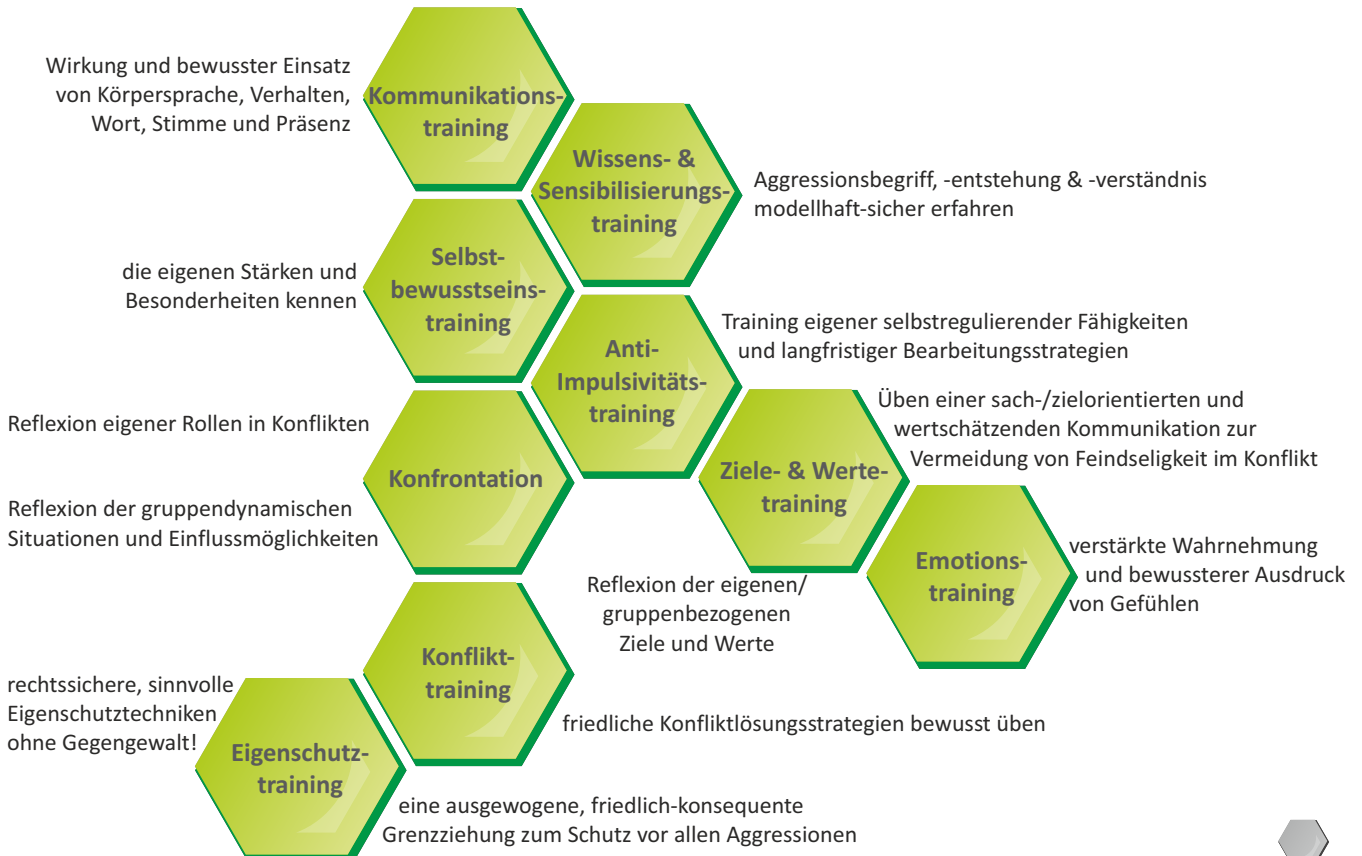 Wirkung und bewusster Einsatz
von Körpersprache, Verhalten,
Wort, Stimme und Präsenz
Kommunikations-
training
Wissens- &
Sensibilisierungs-
training
Aggressionsbegriff, -entstehung & -verständnis
modellhaft-sicher erfahren
die eigenen Stärken und
Besonderheiten kennen
Selbst-
bewusstseins-
training
Anti-
Impulsivitäts-
training
Training eigener selbstregulierender Fähigkeiten
und langfristiger Bearbeitungsstrategien
Reflexion eigener Rollen in Konflikten
Reflexion der gruppendynamischen
Situationen und Einflussmöglichkeiten
Konfrontation
Ziele- & Werte-
training
Üben einer sach-/zielorientierten und
wertschätzenden Kommunikation zur
Vermeidung von Feindseligkeit im Konflikt
Reflexion der eigenen/
gruppenbezogenen
Ziele und Werte
Emotions-
training
verstärkte Wahrnehmung
und bewussterer Ausdruck
von Gefühlen
Konflikt-
training
friedliche Konfliktlösungsstrategien bewusst üben
rechtssichere, sinnvolle
Eigenschutztechniken
ohne Gegengewalt!
Eigenschutz-
training
eine ausgewogene, friedlich-konsequente
Grenzziehung zum Schutz vor allen Aggressionen